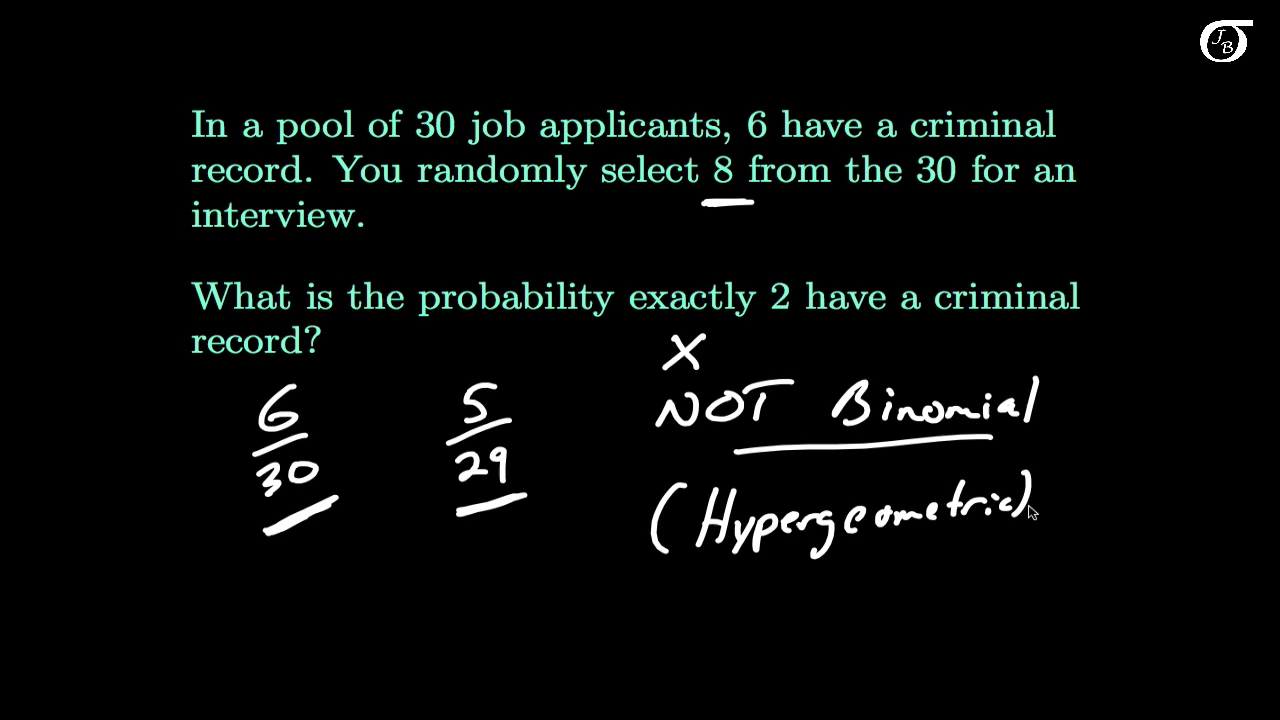 JB
In a pool of 30 job applicants, 6 have a criminal
record. You randomly select 8 from the 30 for an
interview.
What is the probability exactly 2 have a criminal
record?
X
6/30 5/29 NOT Binomial
(Hypergeometric)